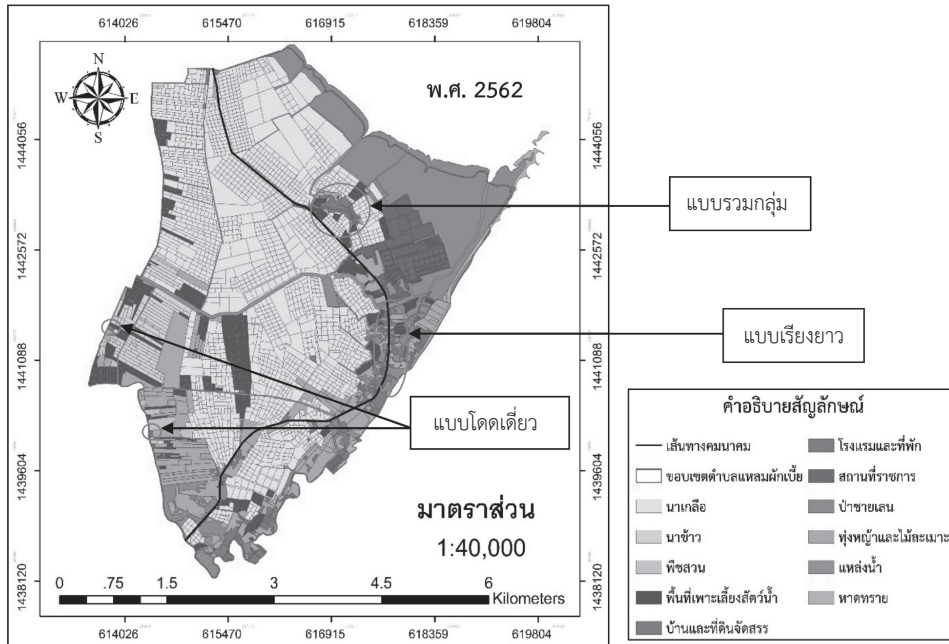 614026 615470 616915 618359 619804
N
W E
S
พ.ศ. 2562
1444056 1444056
แบบรวมกลุ่ม
1442572 1442572
แบบเรียงยาว
1441088 1441088
แบบโดดเดี่ยว
1439604 1439604
มาตราส่วน
1:40,000
1438120 1438120
0 .75 1.5 3 4.5 6
Kilometers
614026 615470 616915 618359 619804
คำอธิบายสัญลักษณ์
เส้นทางคมนาคม โรงแรมและที่พัก
ขอบเขตตำบลแหลมผักเบี้ย สถานที่ราชการ
นาเกลือ ป่าชายเลน
นาข้าว ทุ่งหญ้าและไม้ละเมาะ
พืชสวน แหล่งน้ำ
พื้นที่เพาะเลี้ยงสัตว์น้ำ หาดทราย
บ้านและที่ดินจัดสรร